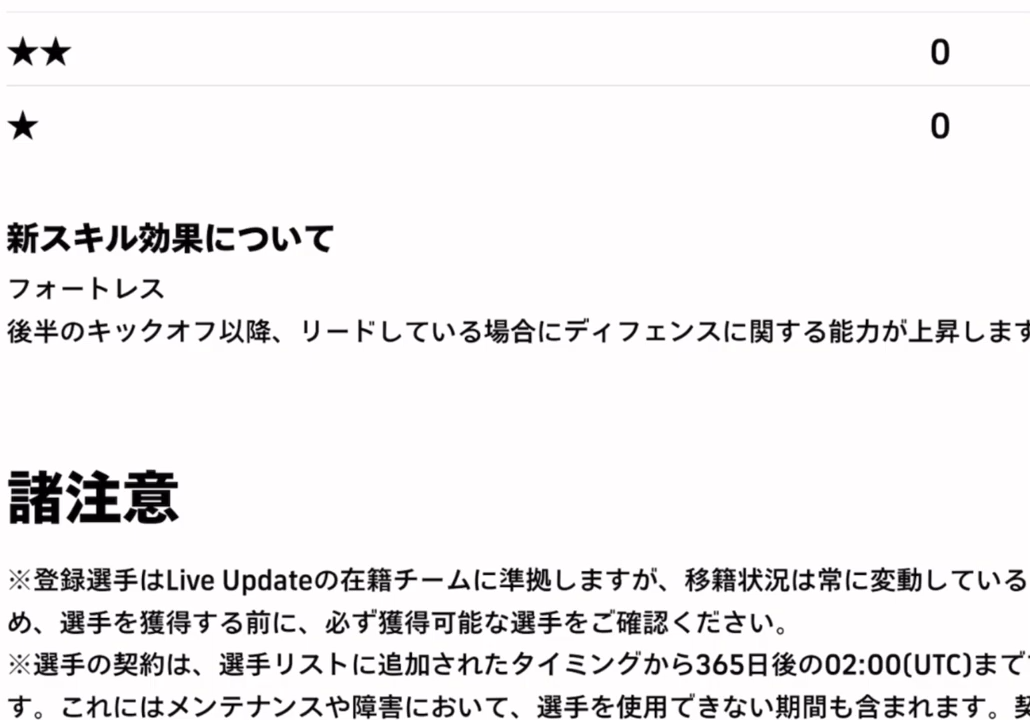 ★★ 0
★ 0
新スキル効果について
フォートレス
後半のキックオフ以降、リードしている場合にディフェンスに関する能力が上昇します
諸注意
※登録選手はLive Updateの在籍チームに準拠しますが、移籍状況は常に変動している
め、選手を獲得する前に、必ず獲得可能な選手をご確認ください。
※選手の契約は、選手リストに追加されたタイミングから365日後の02:00(UTC)まで
す。これにはメンテナンスや障害において、選手を使用できない期間も含まれます。契